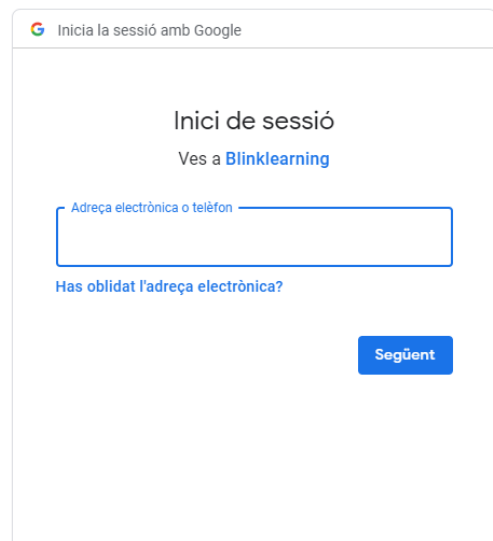 Inicia la sessió amb Google
Inici de sessió
Ves a Blinklearning
Adreça electrònica o telèfon
Has oblidat l'adreça electrònica?
Següent